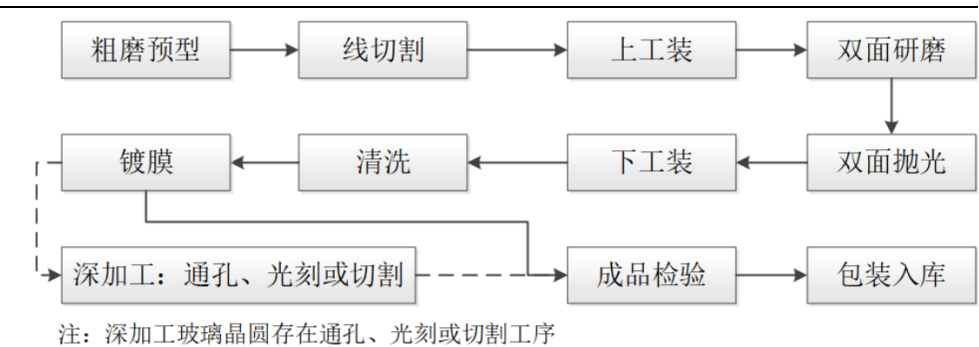 粗磨预型
线切割
上工装
双面研磨
双面抛光
下工装
清洗
镀膜
深加工：通孔、光刻或切割
成品检验
包装入库
注：深加工玻璃晶圆存在通孔、光刻或切割工序